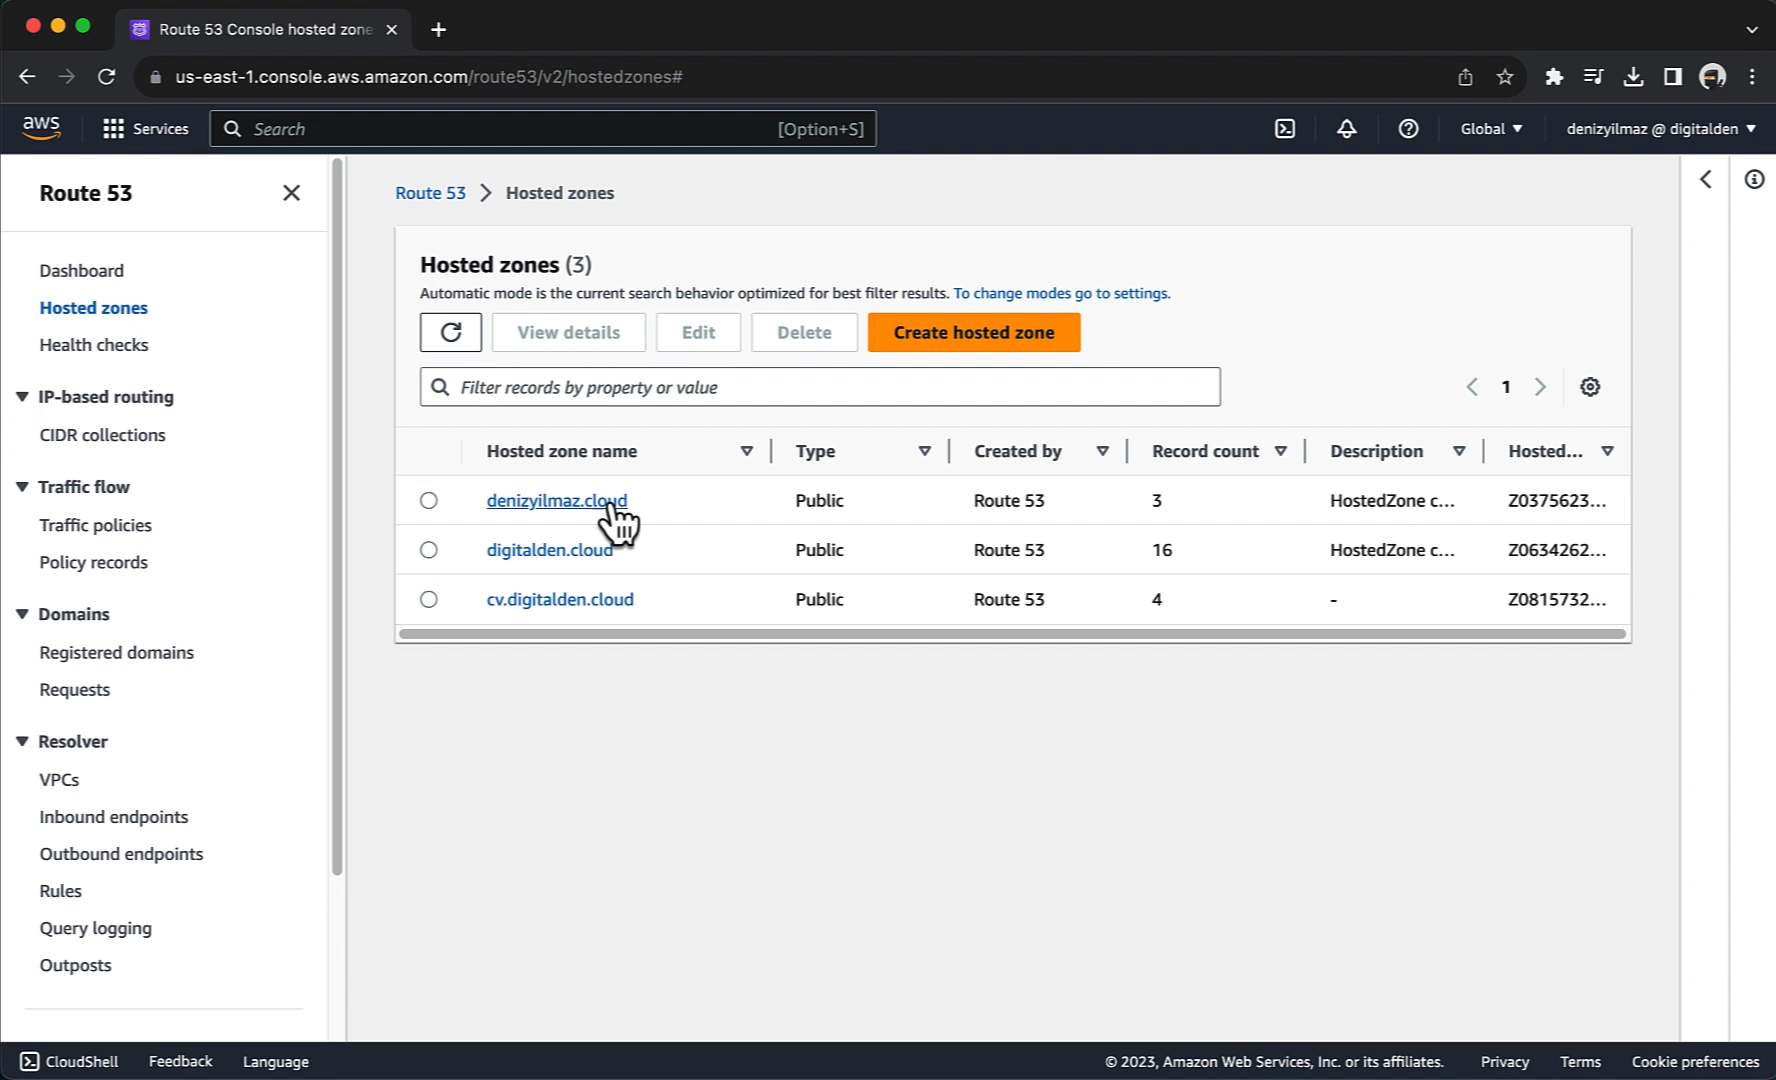 Route 53 Console hosted zone
us-east-1.console.aws.amazon.com/route53/v2/hostedzones#
aws
Services
Search
[Option+S]
Global
denizyilmaz @ digitalden
Route 53
Dashboard
Hosted zones
Health checks
IP-based routing
CIDR collections
Traffic flow
Traffic policies
Policy records
Domains
Registered domains
Requests
Resolver
VPCs
Inbound endpoints
Outbound endpoints
Rules
Query logging
Outposts
Route 53 > Hosted zones
Hosted zones (3)
Automatic mode is the current search behavior optimized for best filter results. To change modes go to settings.
View details
Edit
Delete
Create hosted zone
Filter records by property or value
1
Hosted zone name Type Created by Record count Description Hosted...
denizyilmaz.cloud Public Route 53 3 HostedZone c... Z0375623...
digitalden.cloud Public Route 53 16 HostedZone c... Z0634262...
cv.digitalden.cloud Public Route 53 4 - Z0815732...
CloudShell
Feedback
Language
© 2023, Amazon Web Services, Inc. or its affiliates.
Privacy
Terms
Cookie preferences